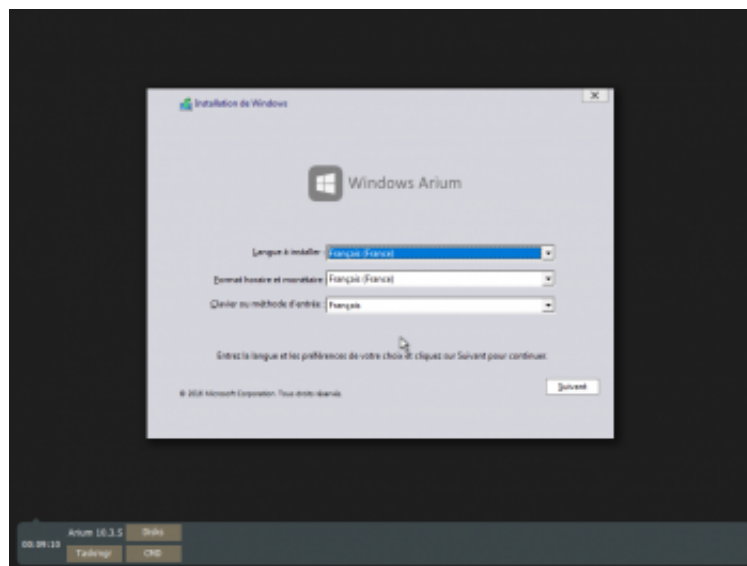 Installation de Windows
Windows Arium
Langue à installer : Français (France)
Format horaire et monétaire Français (France)
Clavier ou méthode d'entrée: Français
Entrez la langue et les préférences de votre choix et cliquez sur Suivant pour continuer.
Microsoft Corporation. Tous droits réservés.
Suivant
Arium 10.3.5 Disks
Taskmgr CMD